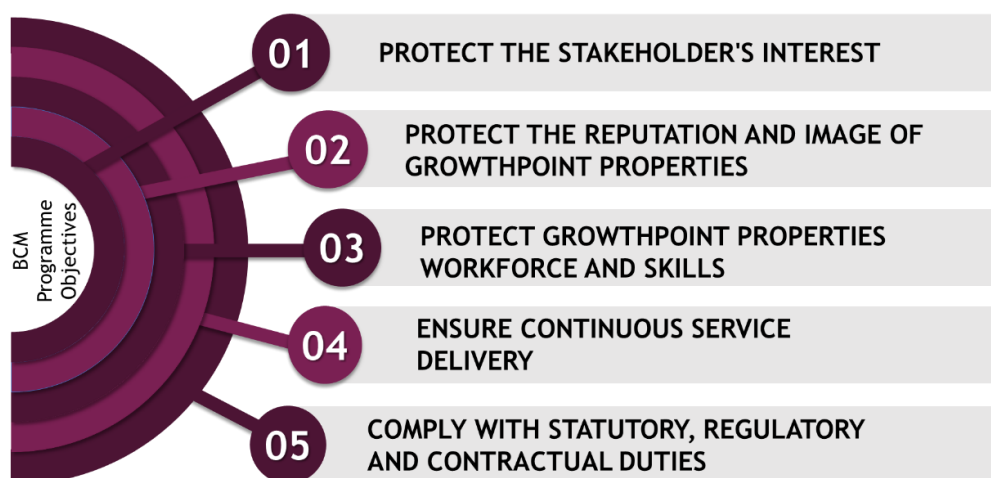 BCM
Programme
Objectives
01
PROTECT THE STAKEHOLDER'S INTEREST
02
PROTECT THE REPUTATION AND IMAGE OF
GROWTHPOINT PROPERTIES
03
PROTECT GROWTHPOINT PROPERTIES
WORKFORCE AND SKILLS
04
ENSURE CONTINUOUS SERVICE
DELIVERY
05
COMPLY WITH STATUTORY, REGULATORY
AND CONTRACTUAL DUTIES